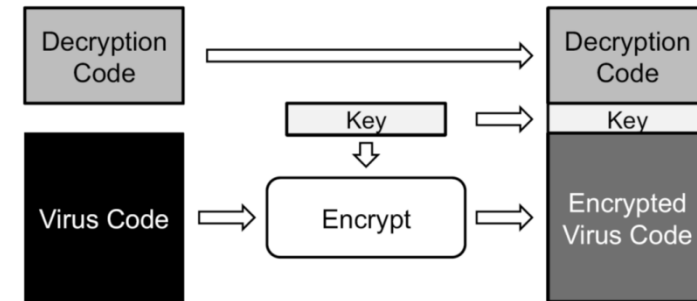 Decryption
Code
Decryption
Code
Key
Key
Virus Code
Encrypt
Encrypted
Virus Code